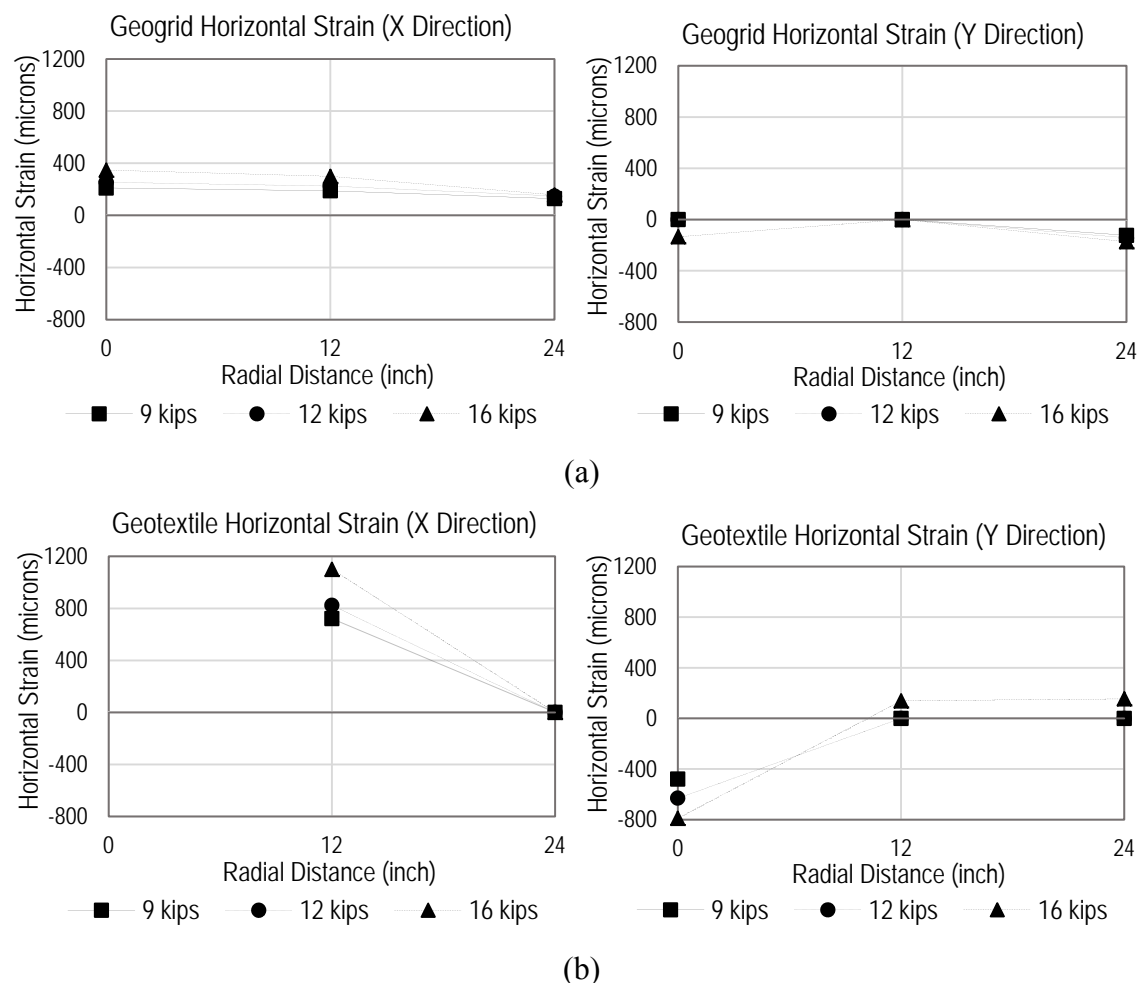 Geogrid Horizontal Strain (X Direction)
Horizontal Strain (microns)
1200
800
400
0
-400
-800
0 12 24
Radial Distance (inch)
9 kips 12 kips 16 kips
Geogrid Horizontal Strain (Y Direction)
Horizontal Strain (microns)
1200
800
400
0
-400
-800
0 12 24
Radial Distance (inch)
9 kips 12 kips 16 kips
(a)
Geotextile Horizontal Strain (X Direction)
Horizontal Strain (microns)
1200
800
400
0
-400
-800
0 12 24
Radial Distance (inch)
9 kips 12 kips 16 kips
Geotextile Horizontal Strain (Y Direction)
Horizontal Strain (microns)
1200
800
400
0
-400
-800
0 12 24
Radial Distance (inch)
9 kips 12 kips 16 kips
(b)